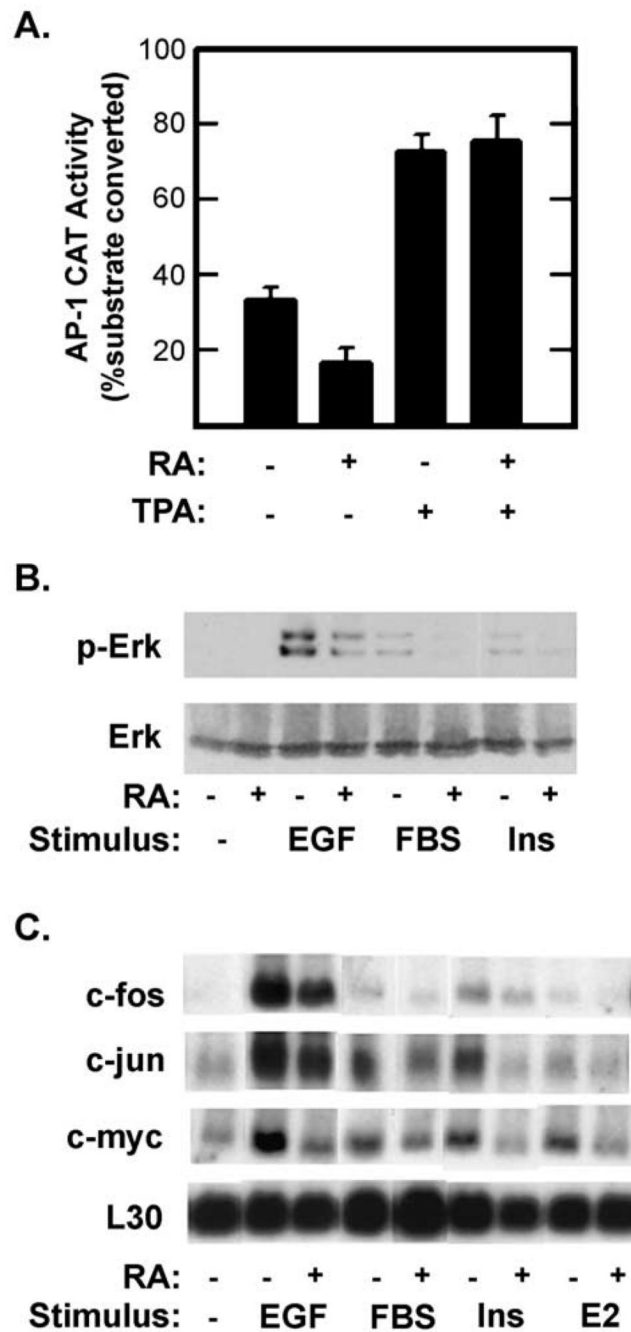 A.
100
80
60
40
20
AP-1 CAT Activity
(%substrate converted)
RA: - + - +
TPA: - - + +
B.
p-Erk
Erk
RA: - + - + - + - +
Stimulus: - EGF FBS Ins
C.
c-fos
c-jun
c-myc
L30
RA: - - + - + - + - +
Stimulus: - EGF FBS Ins E2